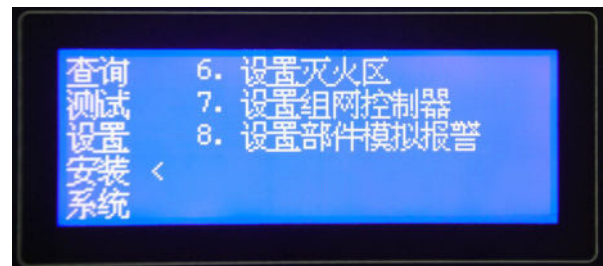 查询 6. 设置灭火区
测试 7. 设置组网控制器
设置 8. 设置部件模拟报警
安装 <
系统